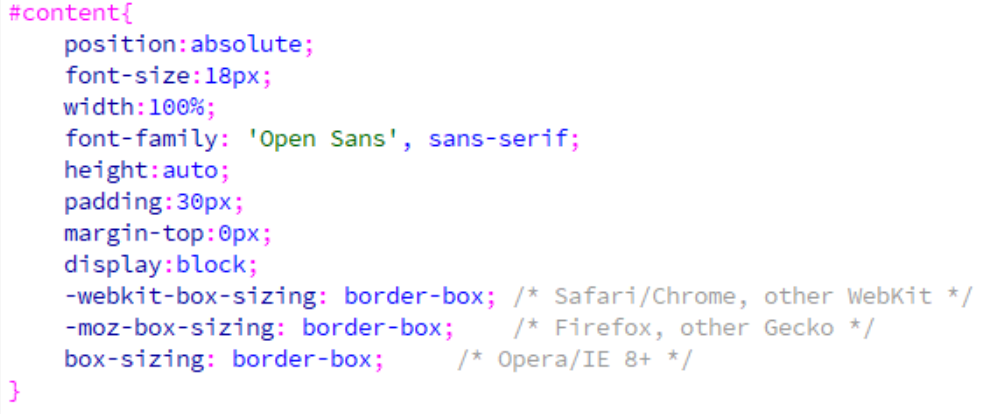 #content{
    position:absolute;
    font-size:18px;
    width:100%;
    font-family: 'Open Sans', sans-serif;
    height:auto;
    padding:30px;
    margin-top:0px;
    display:block;
    -webkit-box-sizing: border-box; /* Safari/Chrome, other WebKit */
    -moz-box-sizing: border-box;    /* Firefox, other Gecko */
    box-sizing: border-box;     /* Opera/IE 8+ */
}